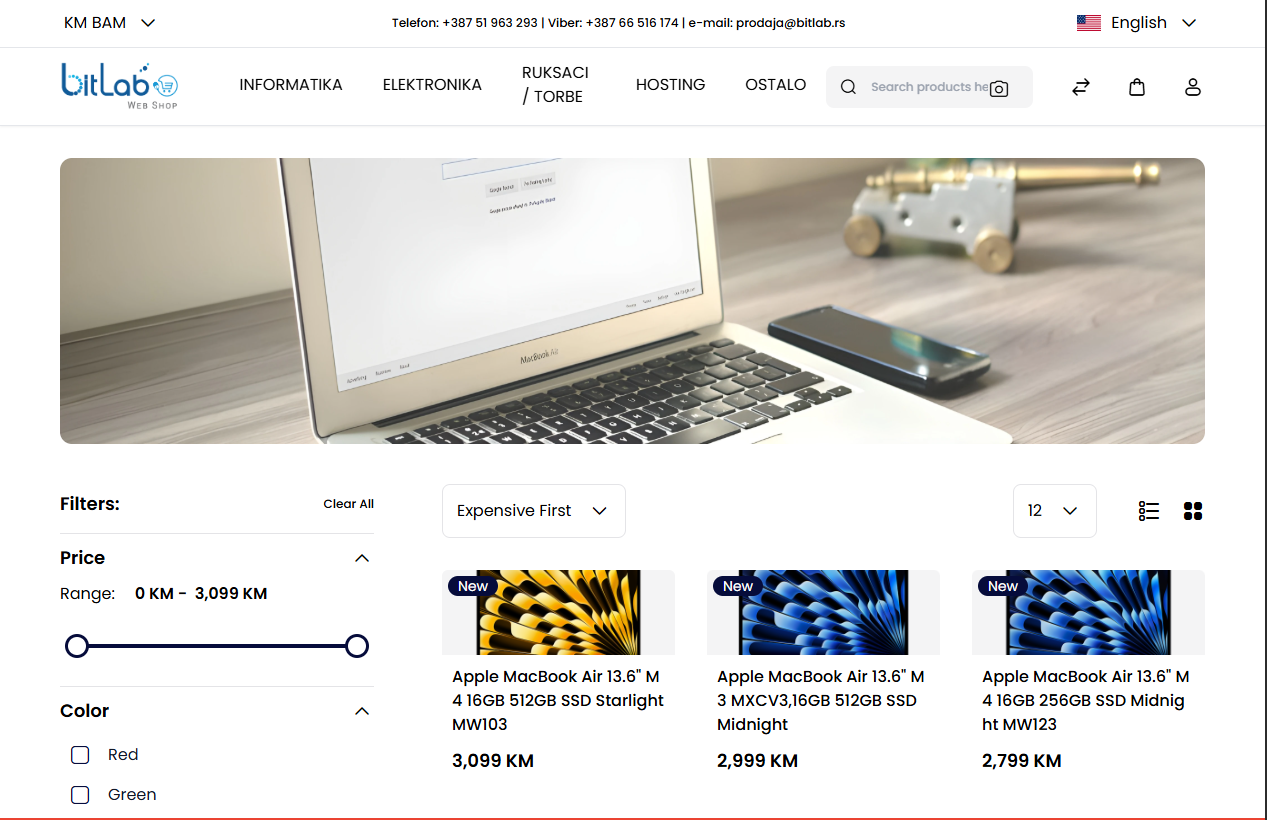 KM BAM
Telefon: +387 51 963 293 | Viber: +387 66 516 174 | e-mail: prodaja@bitlab.rs
English
bitLab
WEB SHOP
INFORMATIKA
ELEKTRONIKA
RUKSACI
/ TORBE
HOSTING
OSTALO
Search products he
Google Search
MacBook Air
Filters:
Clear All
Expensive First
12
Price
Range: 0 KM - 3,099 KM
Color
Red
Green
New
Apple MacBook Air 13.6" M
4 16GB 512GB SSD Starlight
MW103
3,099 KM
New
Apple MacBook Air 13.6" M
3 MXCV3,16GB 512GB SSD
Midnight
2,999 KM
New
Apple MacBook Air 13.6" M
4 16GB 256GB SSD Midnig
ht MW123
2,799 KM